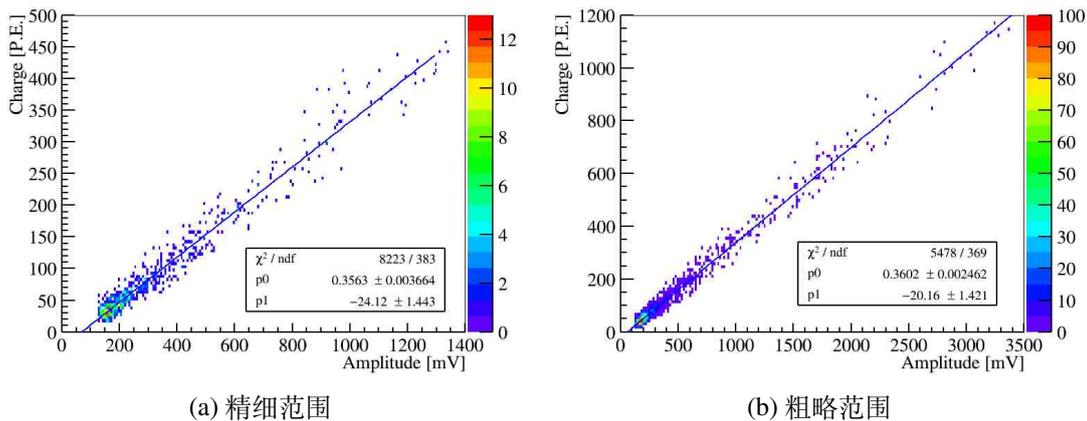 Charge [P.E.]
500
450
400
350
300
250
200
150
100
50
0
0 200 400 600 800 1000 1200 1400
Amplitude [mV]
12
10
8
6
4
2
0
χ² / ndf 8223 / 383
p0 0.3563 ± 0.003664
p1 −24.12 ± 1.443
(a) 精细范围
Charge [P.E.]
1200
1000
800
600
400
200
0
0 500 1000 1500 2000 2500 3000 3500
Amplitude [mV]
100
90
80
70
60
50
40
30
20
10
0
χ² / ndf 5478 / 369
p0 0.3602 ± 0.002462
p1 −20.16 ± 1.421
(b) 粗略范围